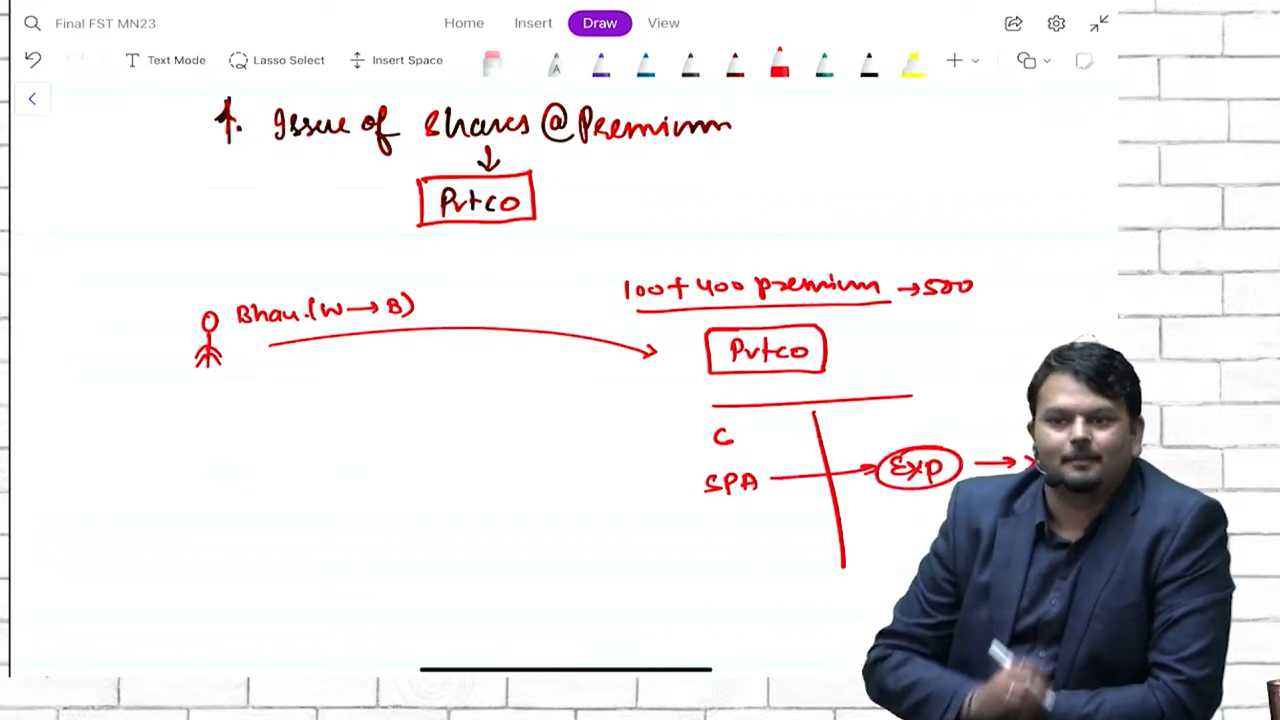 Final FST MN23
Home Insert Draw View
Text Mode Lasso Select Insert Space
1. Issue of Shares @ Premium
Pvtco
100+400 premium → 500
Bhau (W → B)
Pvtco
C
SPA → Exp →